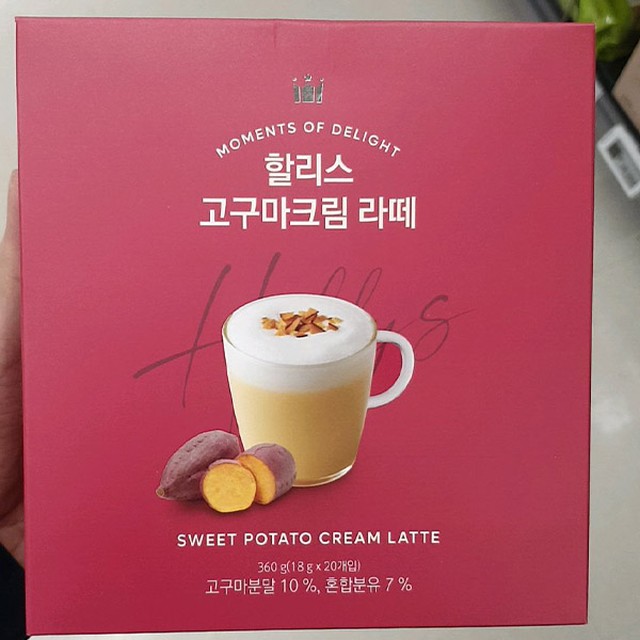 MOMENTS OF DELIGHT
할리스
고구마크림 라떼
Hollys
SWEET POTATO CREAM LATTE
360 g(18 g x 20개입)
고구마분말 10 %, 혼합분유 7 %